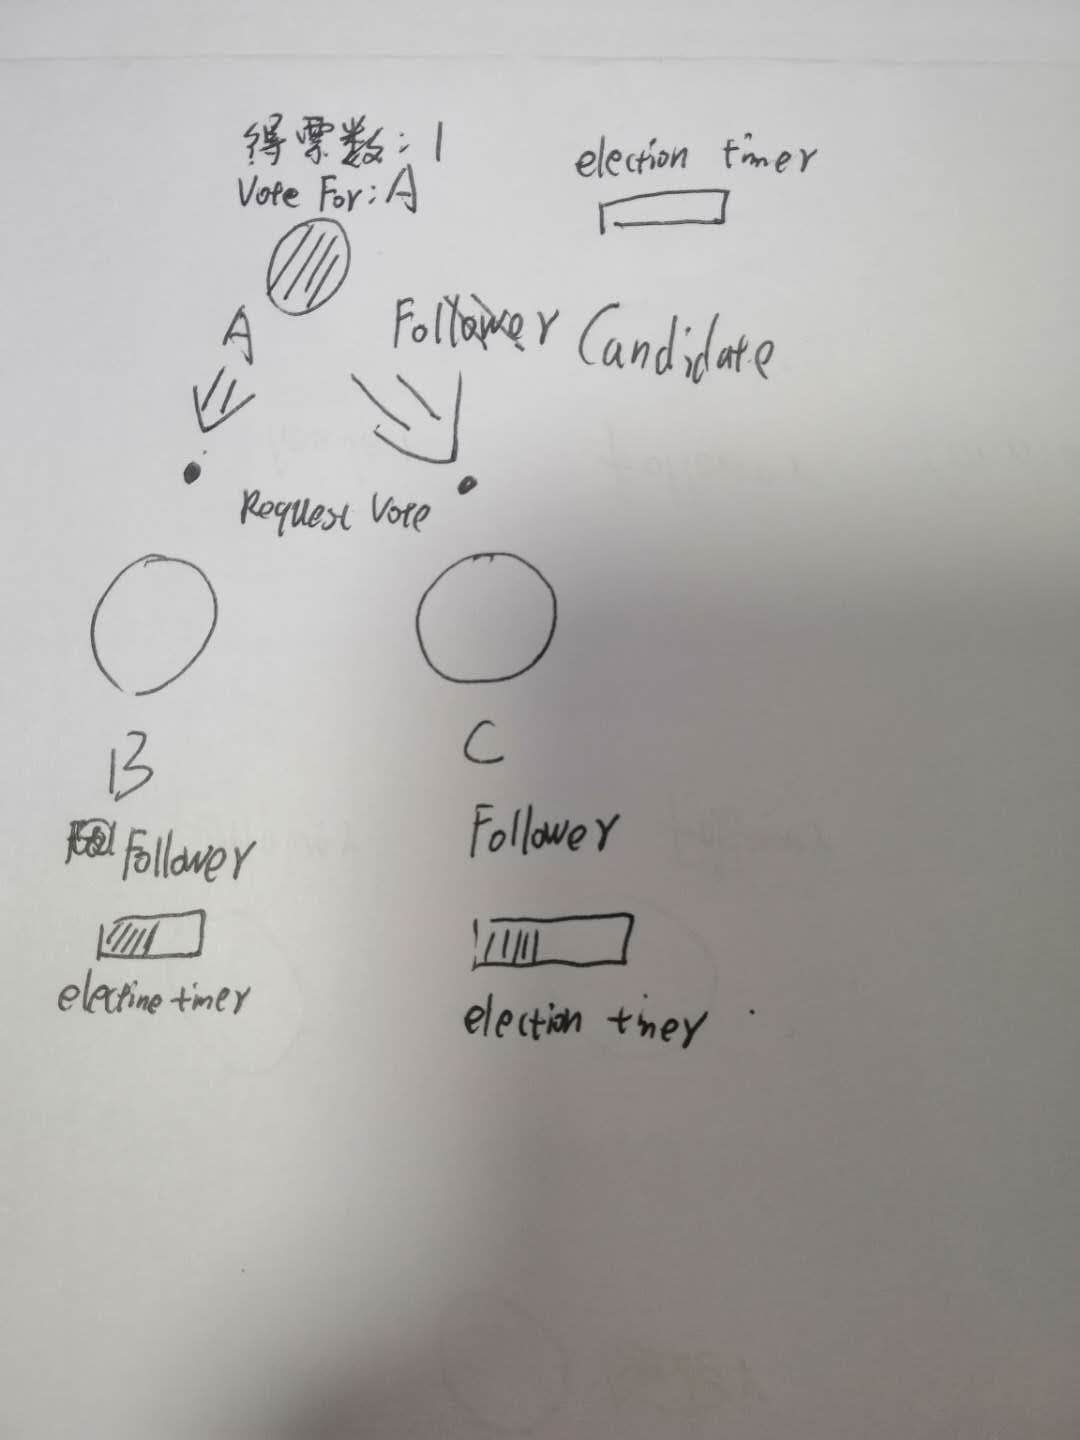 得票数: 1
Vote For: A
election timer
A
Follower Candidate
Request Vote
B
C
Follower
Follower
electine timer
election timer